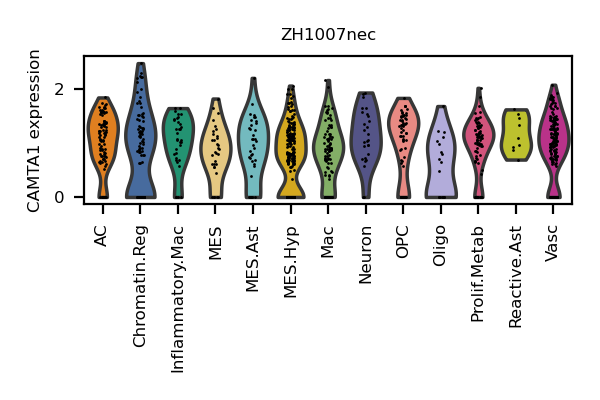 ZH1007nec
CAMTA1 expression
2
0
AC
Chromatin.Reg
Inflammatory.Mac
MES
MES.Ast
MES.Hyp
Mac
Neuron
OPC
Oligo
Prolif.Metab
Reactive.Ast
Vasc